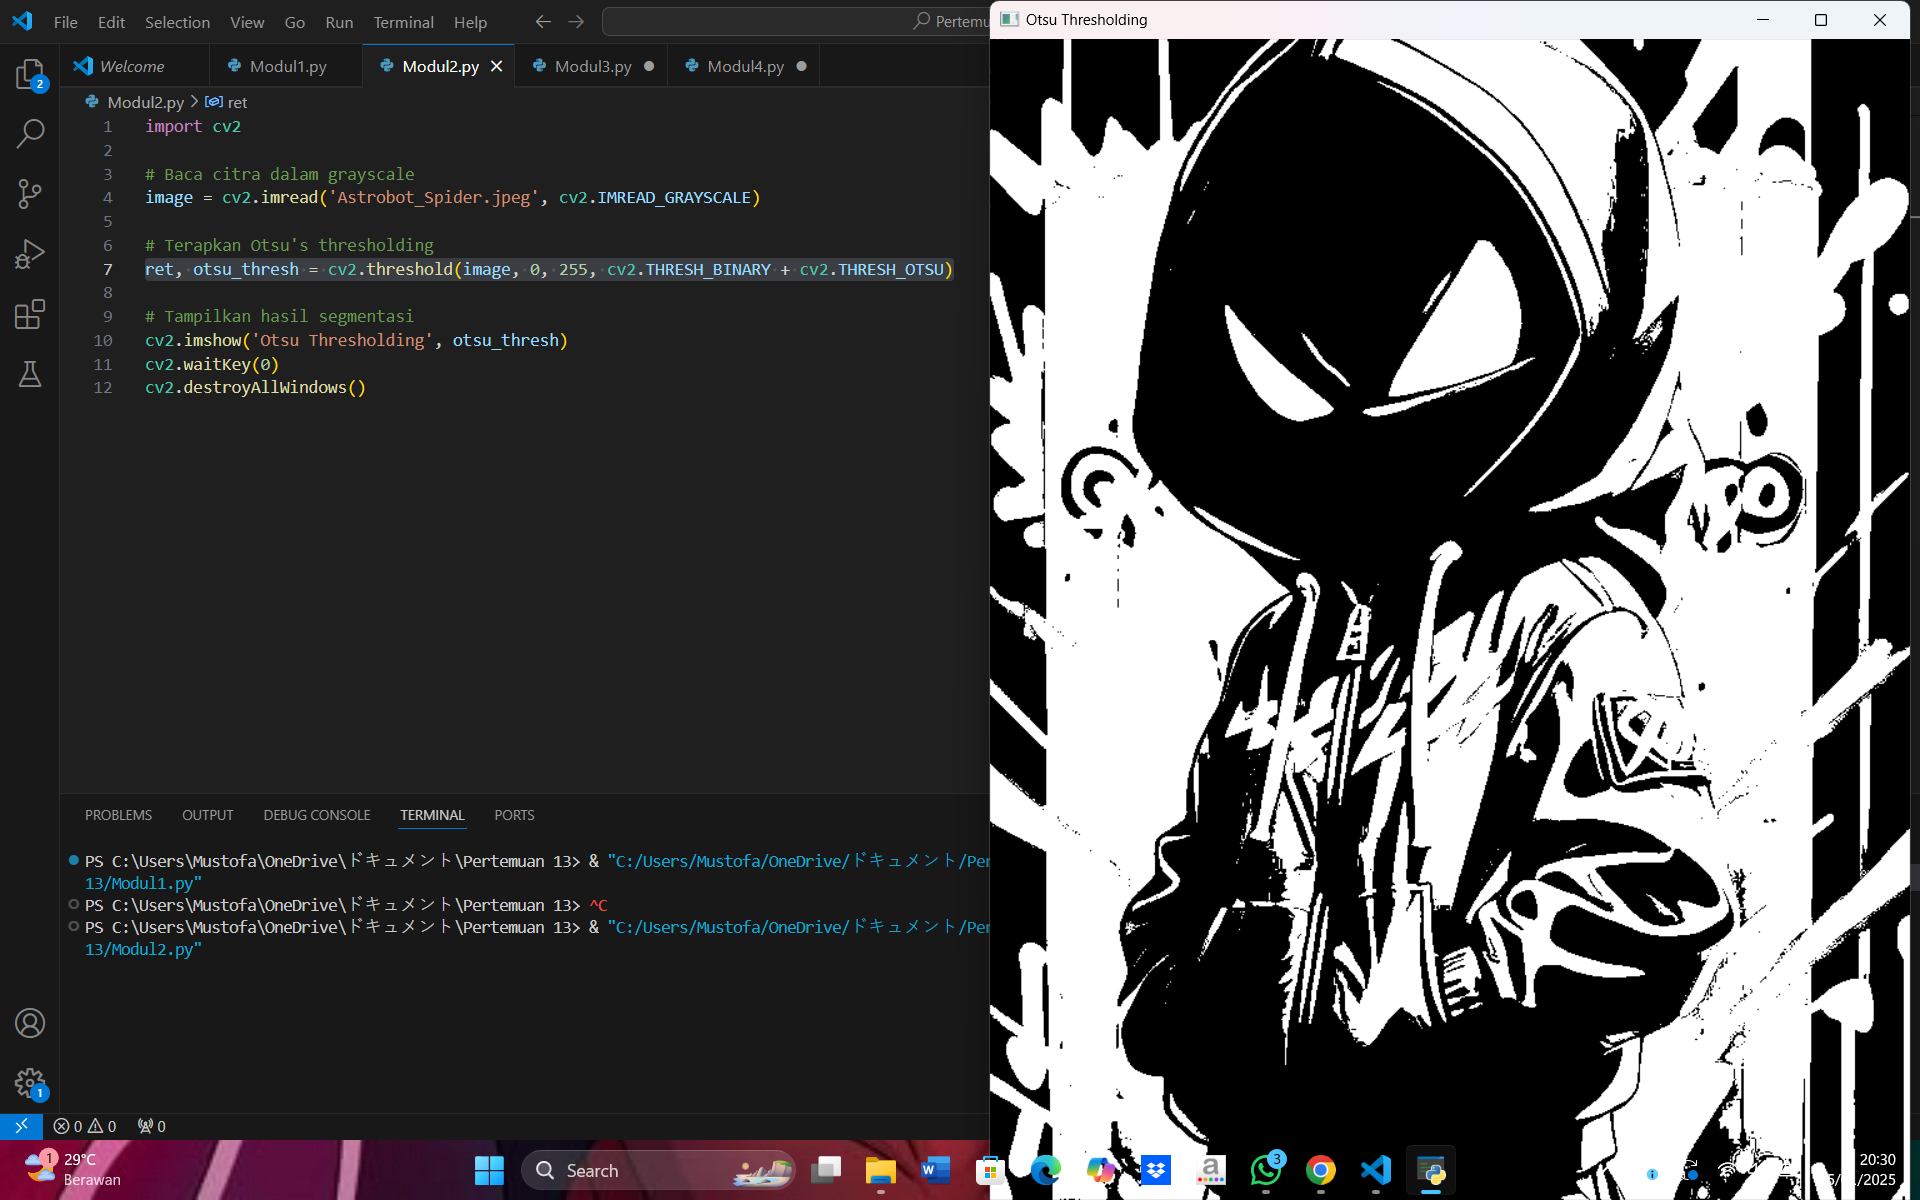 File Edit Selection View Go Run Terminal Help
Pertemu
Welcome Modul1.py Modul2.py Modul3.py Modul4.py
Modul2.py > ret
1 import cv2
2
3 # Baca citra dalam grayscale
4 image = cv2.imread('Astrobot_Spider.jpeg', cv2.IMREAD_GRAYSCALE)
5
6 # Terapkan Otsu's thresholding
7 ret, otsu_thresh = cv2.threshold(image, 0, 255, cv2.THRESH_BINARY + cv2.THRESH_OTSU)
8
9 # Tampilkan hasil segmentasi
10 cv2.imshow('Otsu Thresholding', otsu_thresh)
11 cv2.waitKey(0)
12 cv2.destroyAllWindows()
2
1
PROBLEMS OUTPUT DEBUG CONSOLE TERMINAL PORTS
PS C:\Users\Mustofa\OneDrive\ドキュメント\Pertemuan 13> & "C:/Users/Mustofa/OneDrive/ドキュメント/Per
13/Modul1.py"
PS C:\Users\Mustofa\OneDrive\ドキュメント\Pertemuan 13> ^C
PS C:\Users\Mustofa\OneDrive\ドキュメント\Pertemuan 13> & "C:/Users/Mustofa/OneDrive/ドキュメント/Per
13/Modul2.py"
0 0 0
Otsu Thresholding
1
29°C
Berawan
Search
3
20:30
2025